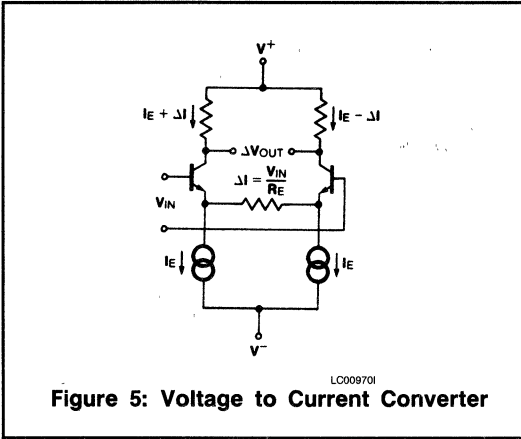 V+
IE + ΔI
IE − ΔI
ΔVOUT
ΔI = VIN
RE
VIN
IE
IE
V−
LC00970I
Figure 5: Voltage to Current Converter